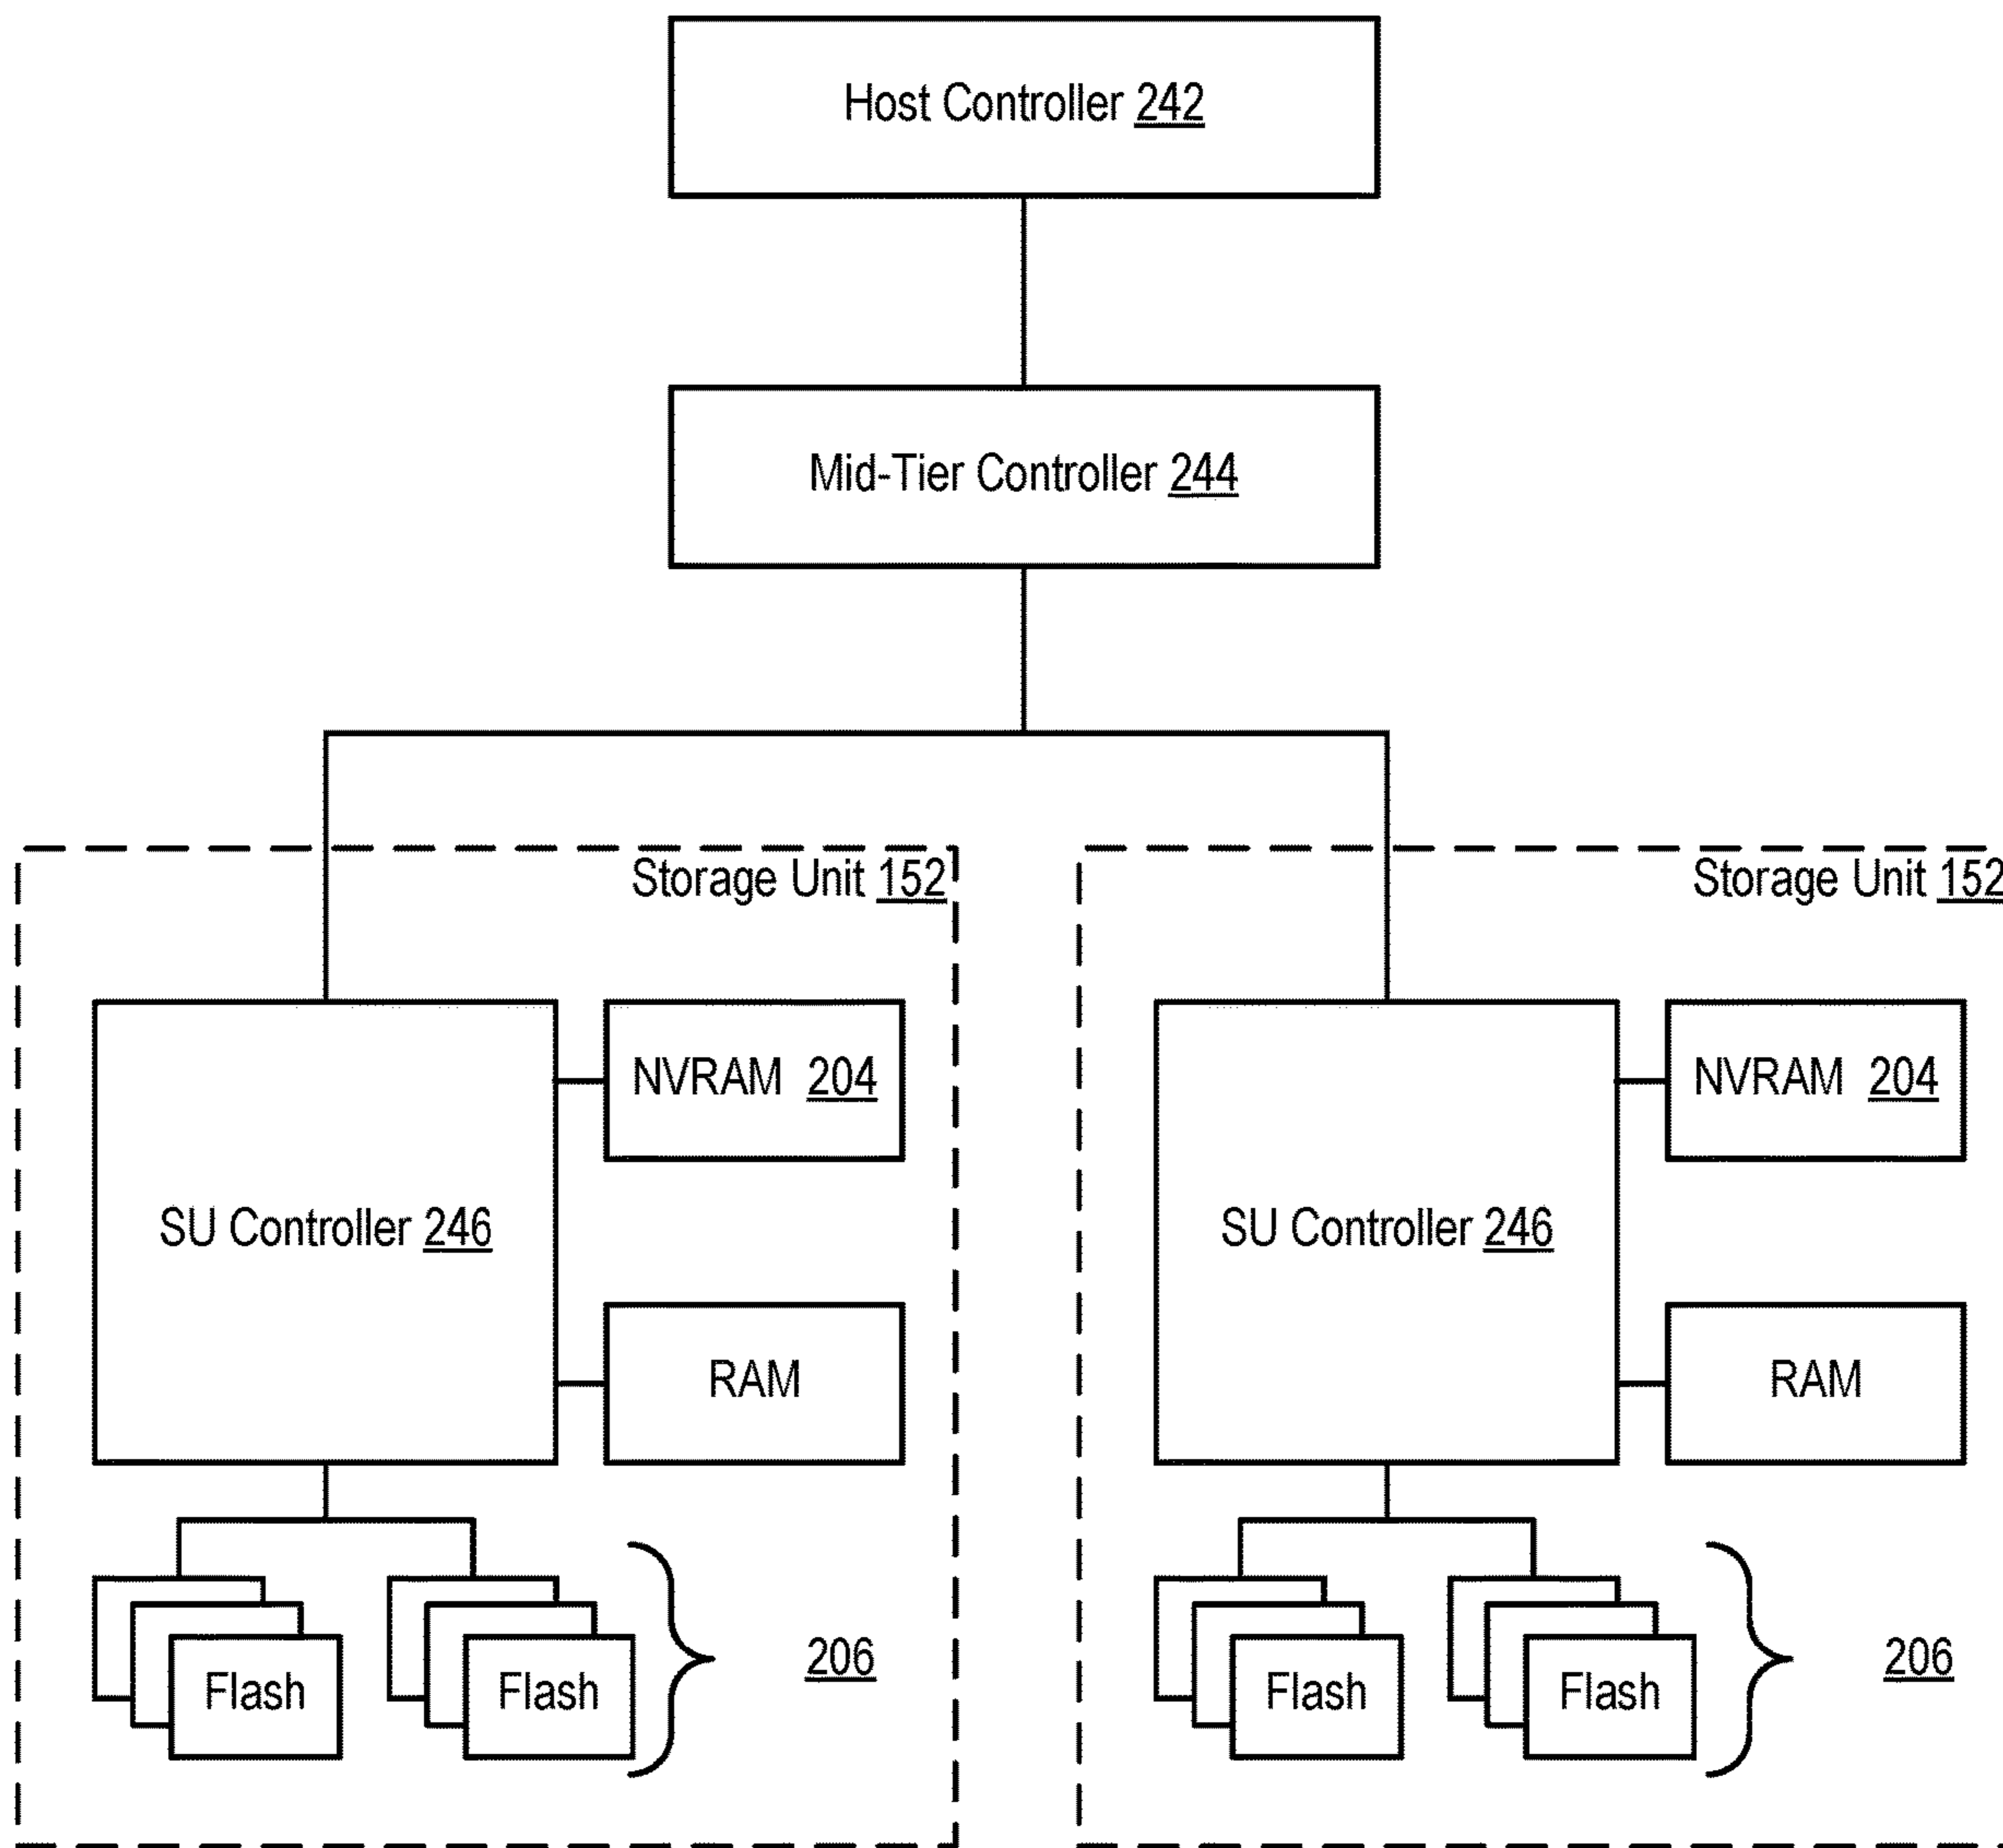 Host Controller 242
Mid-Tier Controller 244
Storage Unit 152
Storage Unit 152
NVRAM 204
NVRAM 204
SU Controller 246
SU Controller 246
RAM
RAM
206
206
Flash
Flash
Flash
Flash